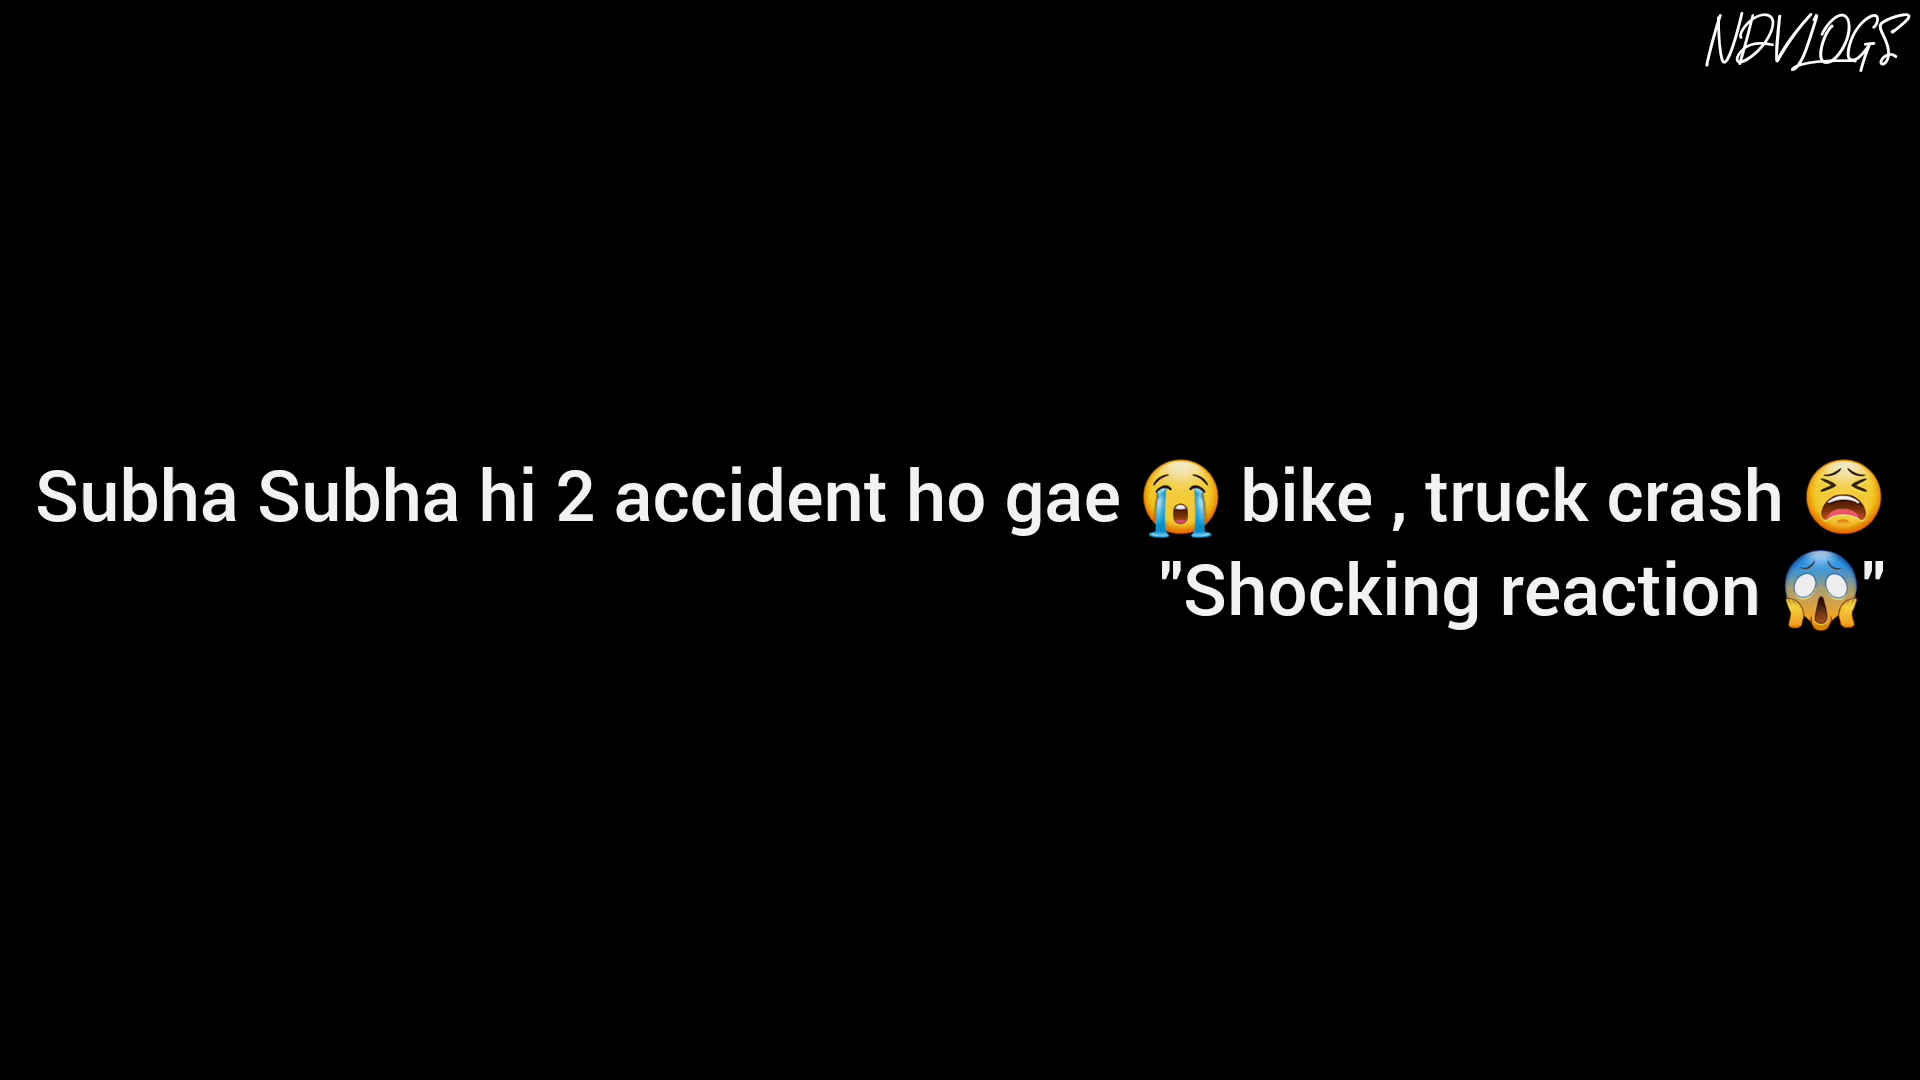 NDVLOGS
Subha Subha hi 2 accident ho gae 😭 bike , truck crash 😫
"Shocking reaction 😱"